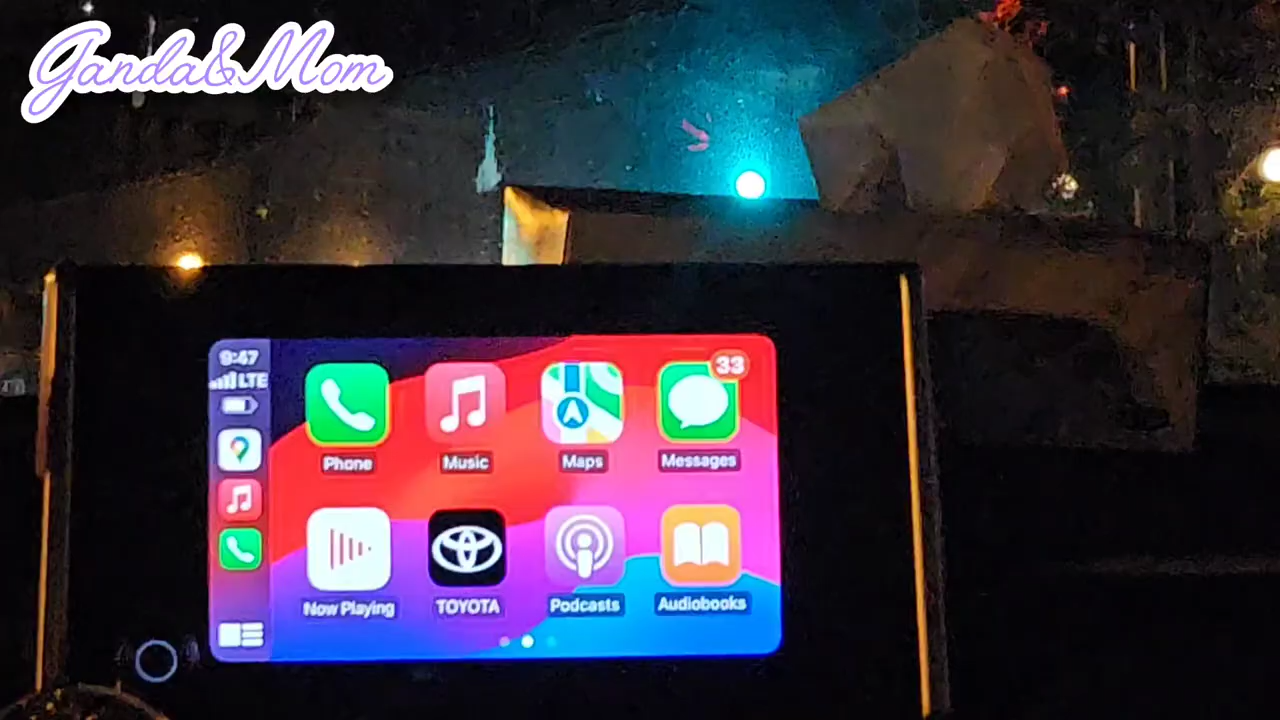 Ganda&Mom
9:47
LTE
33
Phone
Music
Maps
Messages
Now Playing
TOYOTA
Podcasts
Audiobooks